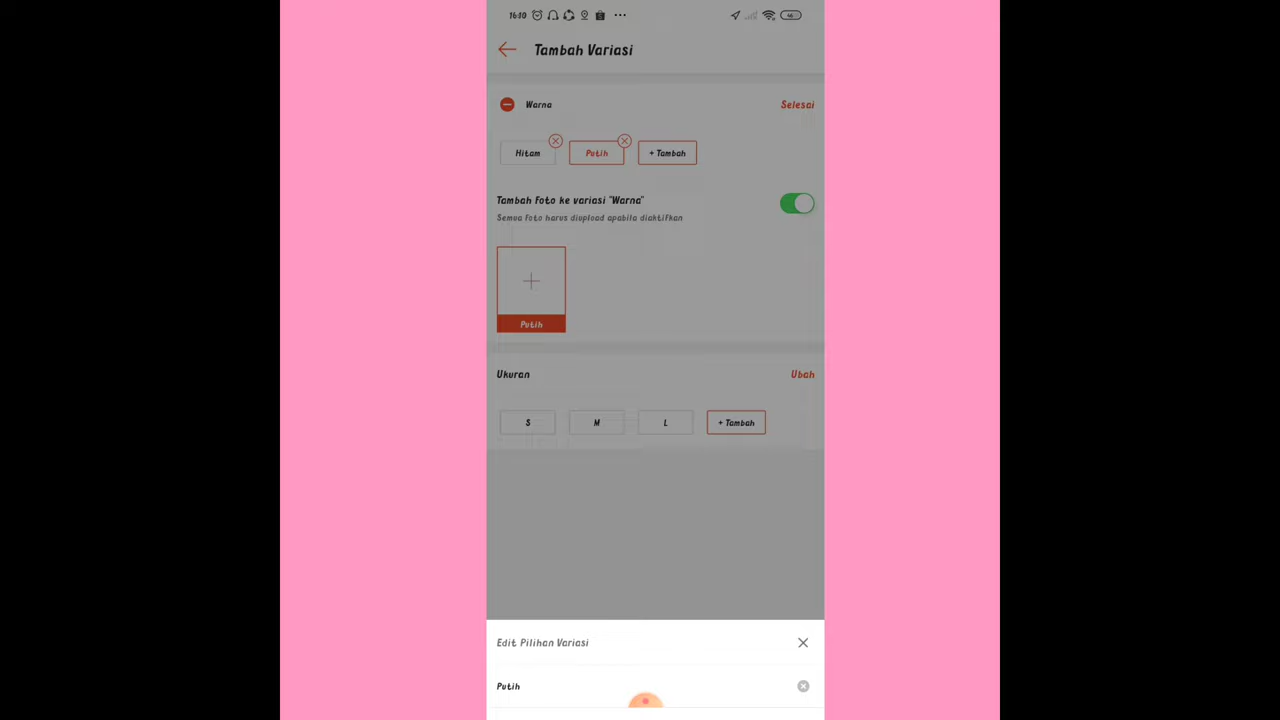 16:10
46
Tambah Variasi
Warna
Selesai
Hitam
Putih
+ Tambah
Tambah foto ke variasi "Warna"
Semua foto harus diupload apabila diaktifkan
Putih
Ukuran
Ubah
S
M
L
+ Tambah
Edit Pilihan Variasi
Putih